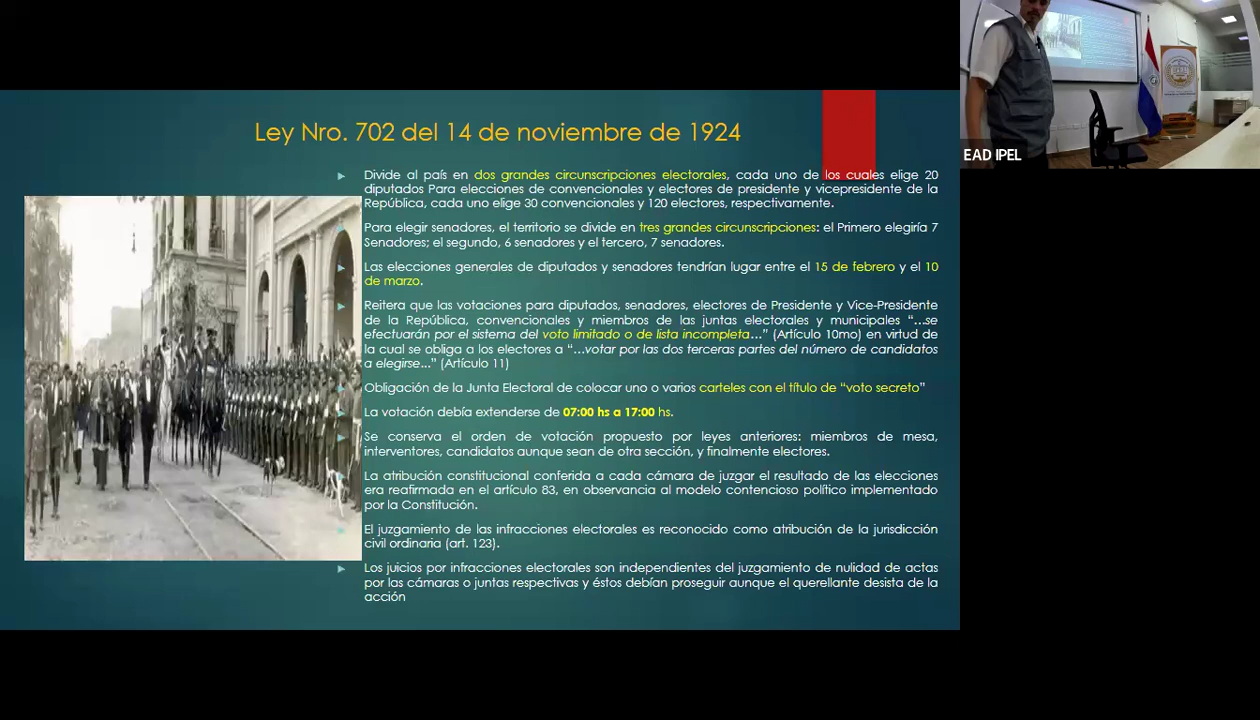 Ley Nro. 702 del 14 de noviembre de 1924
Divide al país en dos grandes circunscripciones electorales, cada uno de los cuales elige 20
diputados Para elecciones de convencionales y electores de presidente y vicepresidente de la
República, cada uno elige 30 convencionales y 120 electores, respectivamente.
Para elegir senadores, el territorio se divide en tres grandes circunscripciones: el Primero elegiría 7
Senadores; el segundo, 6 senadores y el tercero, 7 senadores.
Las elecciones generales de diputados y senadores tendrían lugar entre el 15 de febrero y el 10
de marzo.
Reitera que las votaciones para diputados, senadores, electores de Presidente y Vice-Presidente
de la República, convencionales y miembros de las juntas electorales y municipales “…se
efectuarán por el sistema del voto limitado o de lista incompleta…” (Artículo 10mo) en virtud de
la cual se obliga a los electores a “…votar por las dos terceras partes del número de candidatos
a elegirse...” (Artículo 11)
Obligación de la Junta Electoral de colocar uno o varios carteles con el título de “voto secreto”
La votación debía extenderse de 07:00 hs a 17:00 hs.
Se conserva el orden de votación propuesto por leyes anteriores: miembros de mesa,
interventores, candidatos aunque sean de otra sección, y finalmente electores.
La atribución constitucional conferida a cada cámara de juzgar el resultado de las elecciones
era reafirmada en el artículo 83, en observancia al modelo contencioso político implementado
por la Constitución.
El juzgamiento de las infracciones electorales es reconocido como atribución de la jurisdicción
civil ordinaria (art. 123).
Los juicios por infracciones electorales son independientes del juzgamiento de nulidad de actas
por las cámaras o juntas respectivas y éstos debían proseguir aunque el querellante desista de la
acción
EAD IPEL